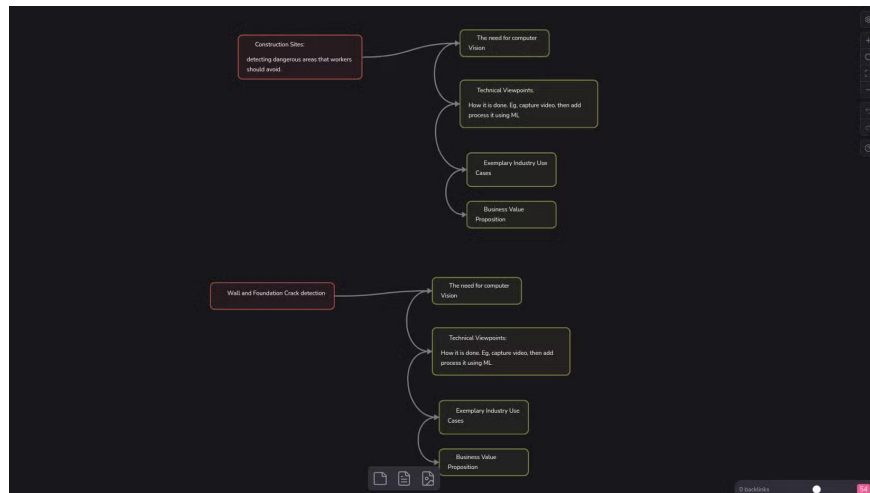 Construction Sites:
detecting dangerous areas that workers
should avoid.
The need for computer
Vision
Technical Viewpoints:
How it is done. Eg, capture video, then add
process it using ML
Exemplary Industry Use
Cases
Business Value
Proposition
Wall and Foundation Crack detection
The need for computer
Vision
Technical Viewpoints:
How it is done. Eg, capture video, then add
process it using ML
Exemplary Industry Use
Cases
Business Value
Proposition
0 backlinks
54